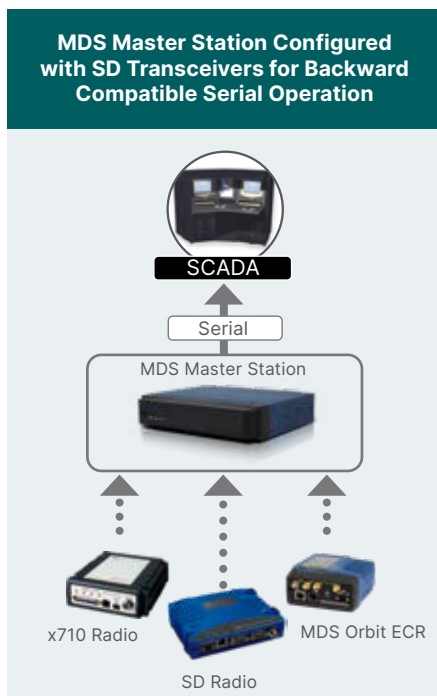 MDS Master Station Configured
with SD Transceivers for Backward
Compatible Serial Operation
SCADA
Serial
MDS Master Station
x710 Radio
MDS Orbit ECR
SD Radio